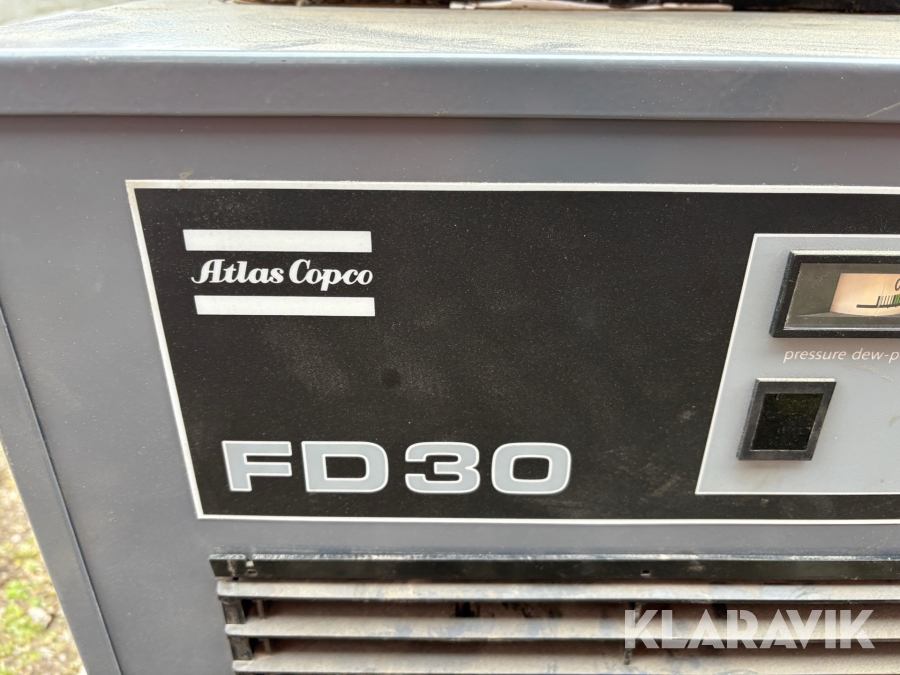 Atlas Copco
pressure dew-p
FD30
KLARAVIK